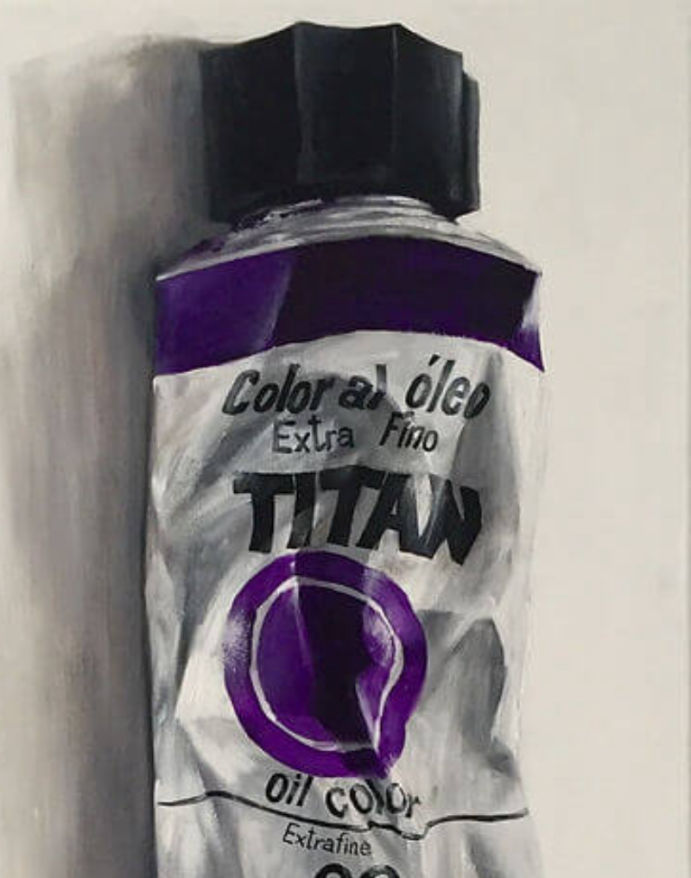 Color al óleo
Extra Fino
TITAN
oil color
Extrafine